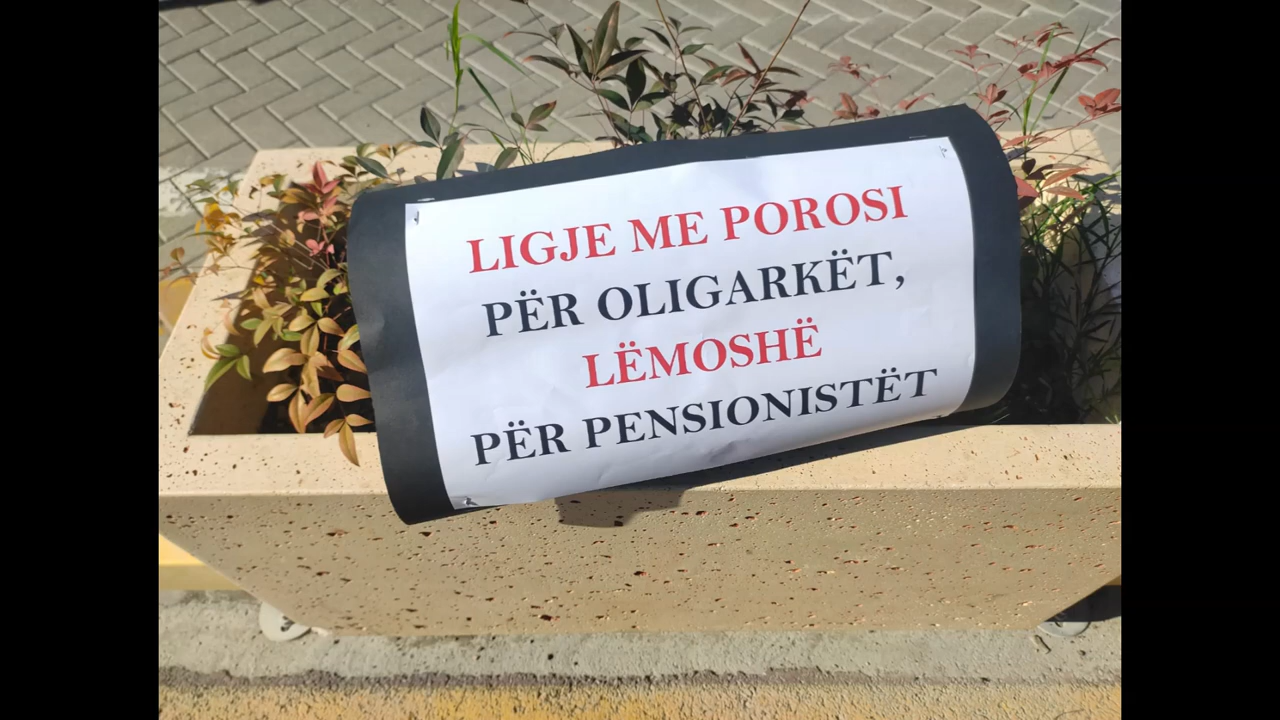 LIGJE ME POROSI
PËR OLIGARKËT,
LËMOSHË
PËR PENSIONISTËT